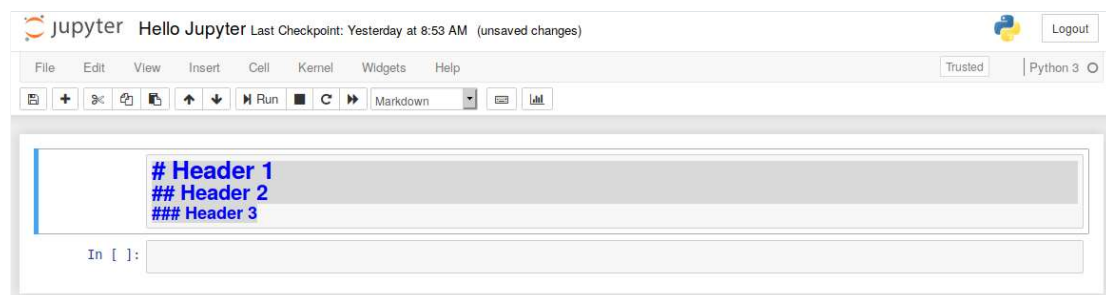 jupyter Hello Jupyter Last Checkpoint: Yesterday at 8:53 AM (unsaved changes) Logout
File Edit View Insert Cell Kernel Widgets Help Trusted Python 3
Run Markdown
# Header 1
## Header 2
### Header 3
In [ ]: